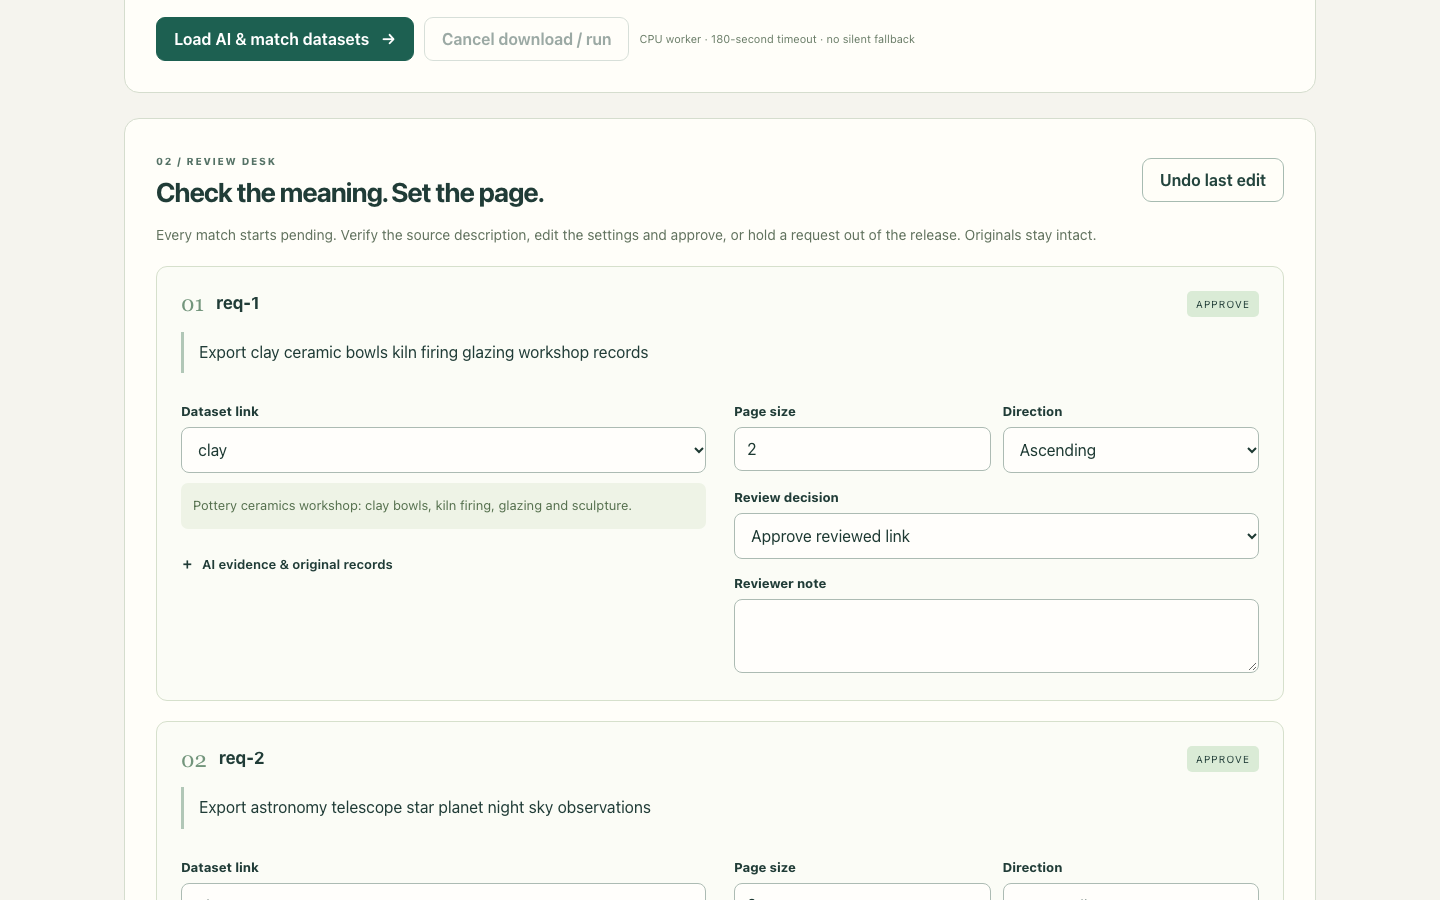 Load AI & match datasets →
Cancel download / run
CPU worker · 180-second timeout · no silent fallback
02 / REVIEW DESK
Check the meaning. Set the page.
Undo last edit
Every match starts pending. Verify the source description, edit the settings and approve, or hold a request out of the release. Originals stay intact.
01 req-1
APPROVE
Export clay ceramic bowls kiln firing glazing workshop records
Dataset link
clay
Pottery ceramics workshop: clay bowls, kiln firing, glazing and sculpture.
+ AI evidence & original records
Page size
2
Direction
Ascending
Review decision
Approve reviewed link
Reviewer note
02 req-2
APPROVE
Export astronomy telescope star planet night sky observations
Dataset link
Page size
Direction